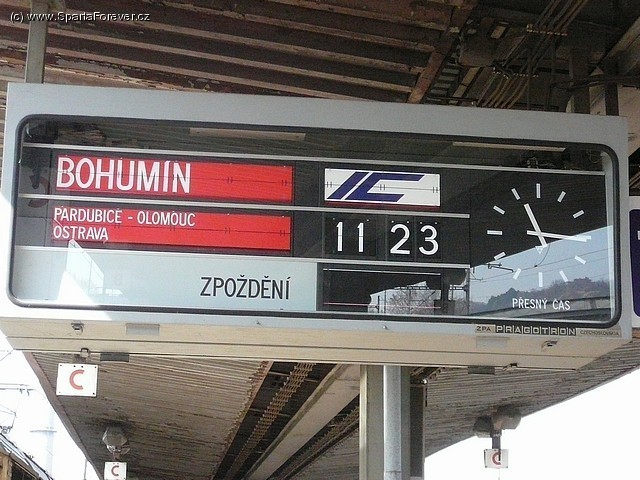 (c) www.SpartaForever.cz
BOHUMÍN
IC
PARDUBICE - OLOMOUC
OSTRAVA
11 23
ZPOŽDĚNÍ
PŘESNÝ ČAS
ZPA PRAGOTRON
C
C
C